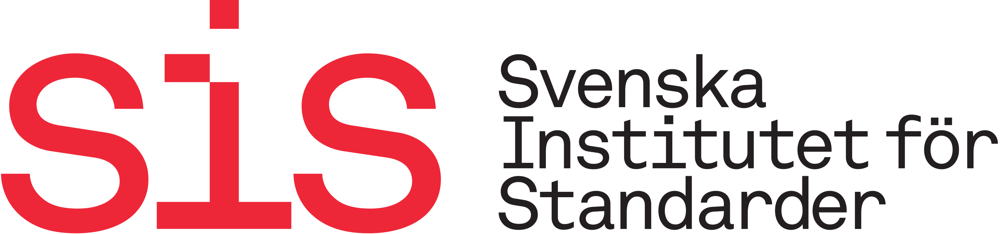 sis
Svenska
Institutet för
Standarder